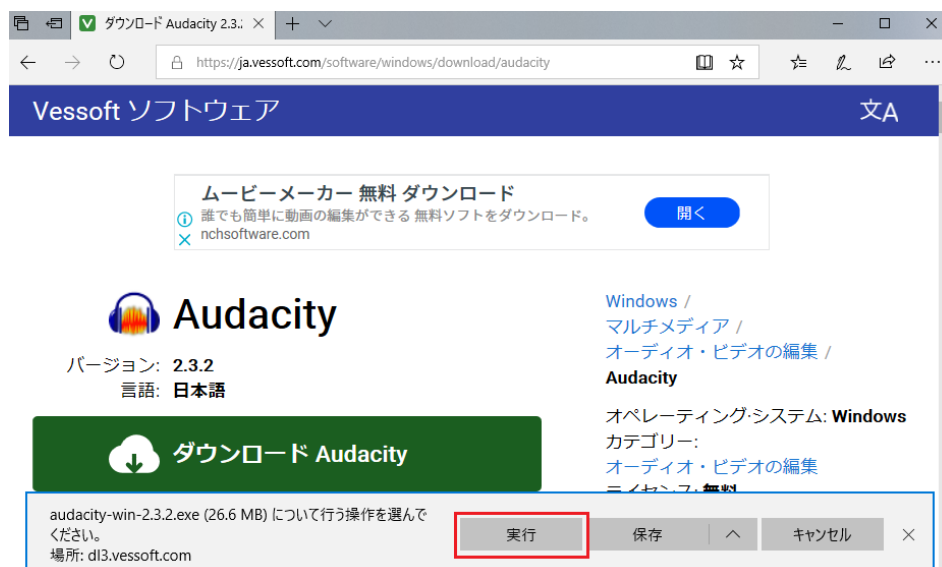 ダウンロード Audacity 2.3.:
https://ja.vessoft.com/software/windows/download/audacity
Vessoft ソフトウェア
文A
ムービーメーカー 無料 ダウンロード
誰でも簡単に動画の編集ができる 無料ソフトをダウンロード。
nchsoftware.com
開く
Audacity
バージョン: 2.3.2
言語: 日本語
ダウンロード Audacity
Windows /
マルチメディア /
オーディオ・ビデオの編集 /
Audacity
オペレーティング·システム: Windows
カテゴリー:
オーディオ・ビデオの編集
ライセンス: 無料
audacity-win-2.3.2.exe (26.6 MB) について行う操作を選んで
ください。
場所: dl3.vessoft.com
実行
保存
キャンセル